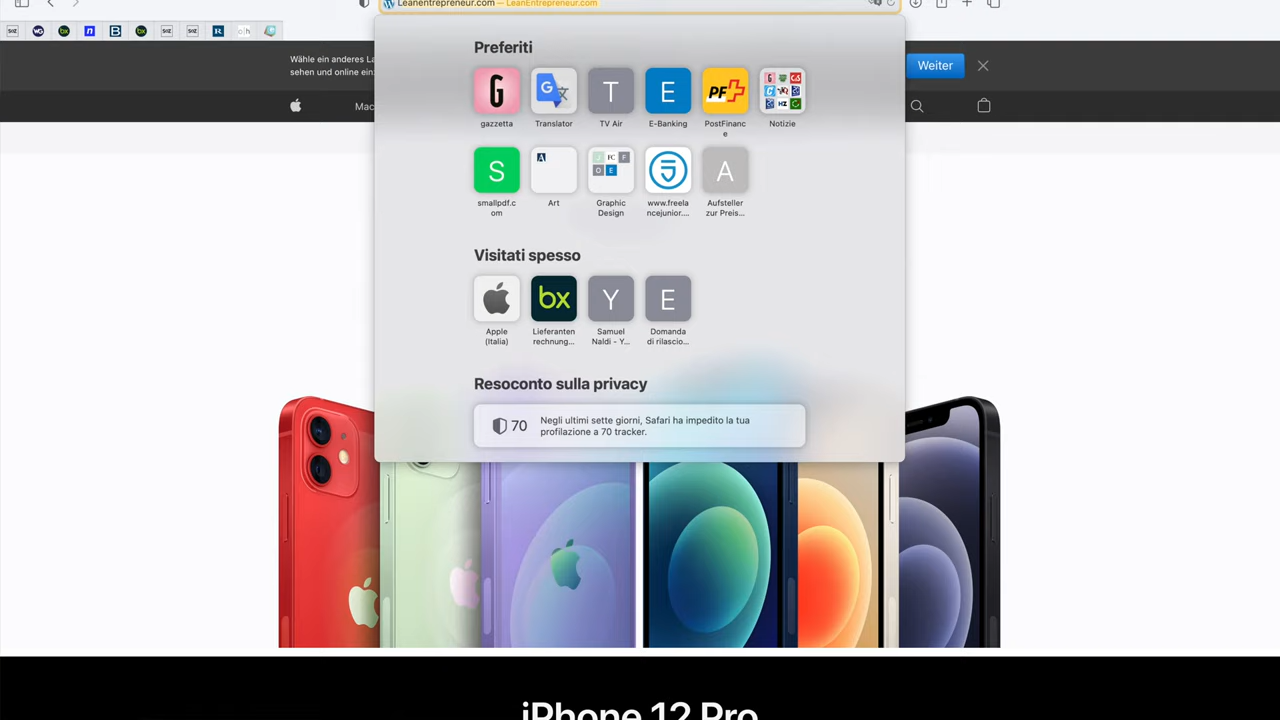 Leanentrepreneur.com — LeanEntrepreneur.com
Wähle ein anderes La
sehen und online ein
Weiter
Mac
Preferiti
G
G
T
E
PF
gazzetta
Translator
TV Air
E-Banking
PostFinanc
e
Notizie
S
A
FC
F
O
E
A
smallpdf.c
om
Art
Graphic
Design
www.freela
ncejunior....
Aufsteller
zur Preis...
Visitati spesso
bx
Y
E
Apple
(Italia)
Lieferanten
rechnung...
Samuel
Naldi - Y...
Domanda
di rilascio...
Resoconto sulla privacy
70
Negli ultimi sette giorni, Safari ha impedito la tua
profilazione a 70 tracker.
iPhone 12 Pro